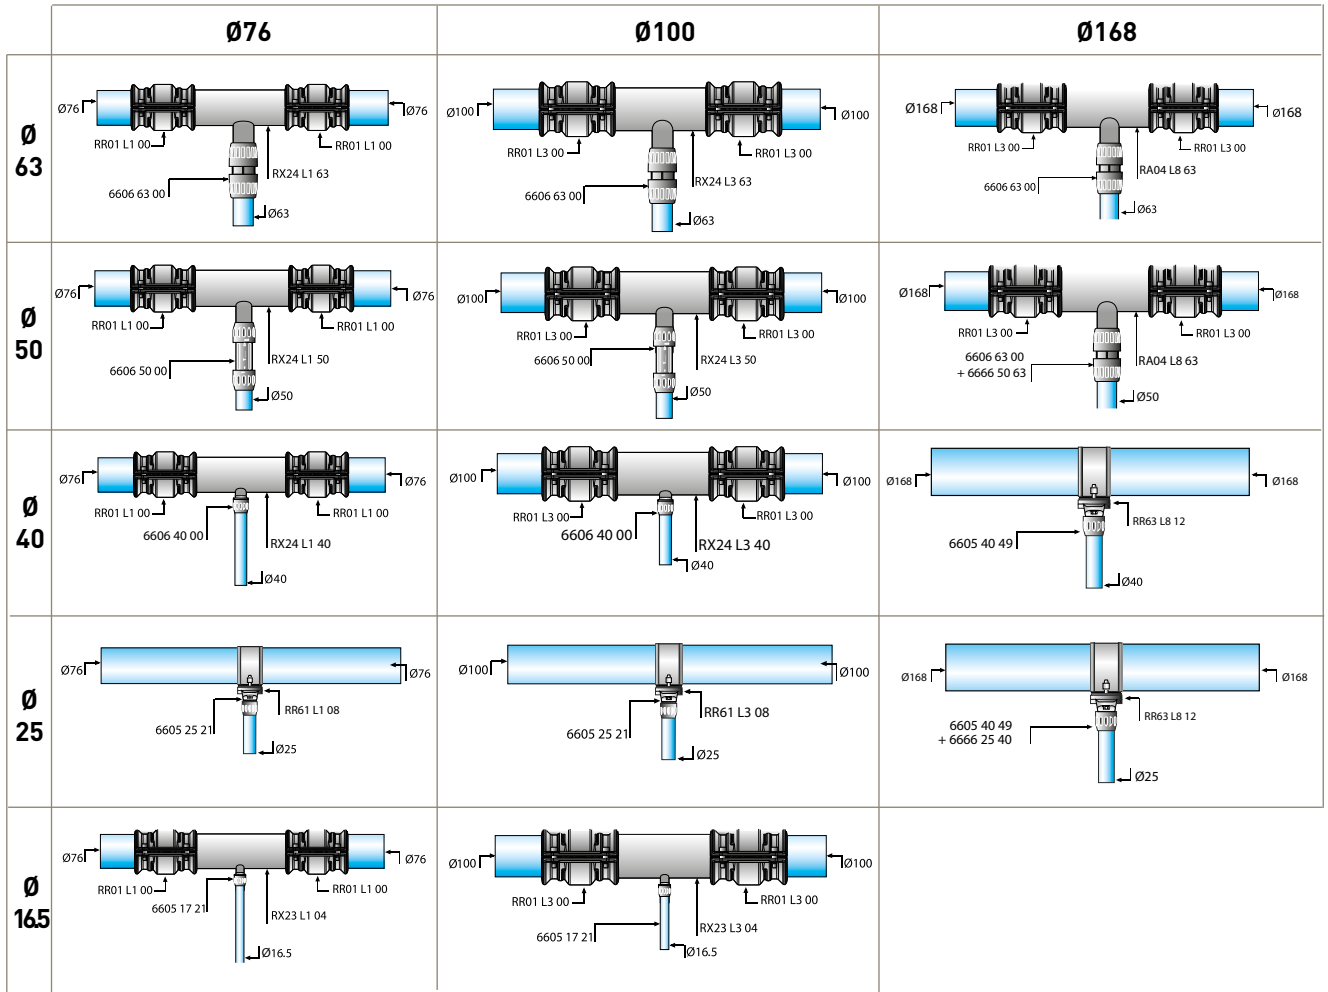 Ø76
Ø100
Ø168
Ø
63
Ø76
Ø76
RR01 L1 00
RR01 L1 00
RX24 L1 63
6606 63 00
Ø63
Ø100
Ø100
RR01 L3 00
RR01 L3 00
RX24 L3 63
6606 63 00
Ø63
Ø168
Ø168
RR01 L3 00
RR01 L3 00
RA04 L8 63
6606 63 00
Ø63
Ø
50
Ø76
Ø76
RR01 L1 00
RR01 L1 00
RX24 L1 50
6606 50 00
Ø50
Ø100
Ø100
RR01 L3 00
RR01 L3 00
RX24 L3 50
6606 50 00
Ø50
Ø168
Ø168
RR01 L3 00
RR01 L3 00
6606 63 00
+ 6666 50 63
RA04 L8 63
Ø50
Ø
40
Ø76
Ø76
RR01 L1 00
RR01 L1 00
6606 40 00
RX24 L1 40
Ø40
Ø100
Ø100
RR01 L3 00
RR01 L3 00
6606 40 00
RX24 L3 40
Ø40
Ø168
Ø168
RR63 L8 12
6605 40 49
Ø40
Ø
25
Ø76
Ø76
RR61 L1 08
6605 25 21
Ø25
Ø100
Ø100
RR61 L3 08
6605 25 21
Ø25
Ø168
Ø168
RR63 L8 12
6605 40 49
+ 6666 25 40
Ø25
Ø
16.5
Ø76
Ø76
RR01 L1 00
RR01 L1 00
6605 17 21
RX23 L1 04
Ø16.5
Ø100
Ø100
RR01 L3 00
RR01 L3 00
6605 17 21
RX23 L3 04
Ø16.5